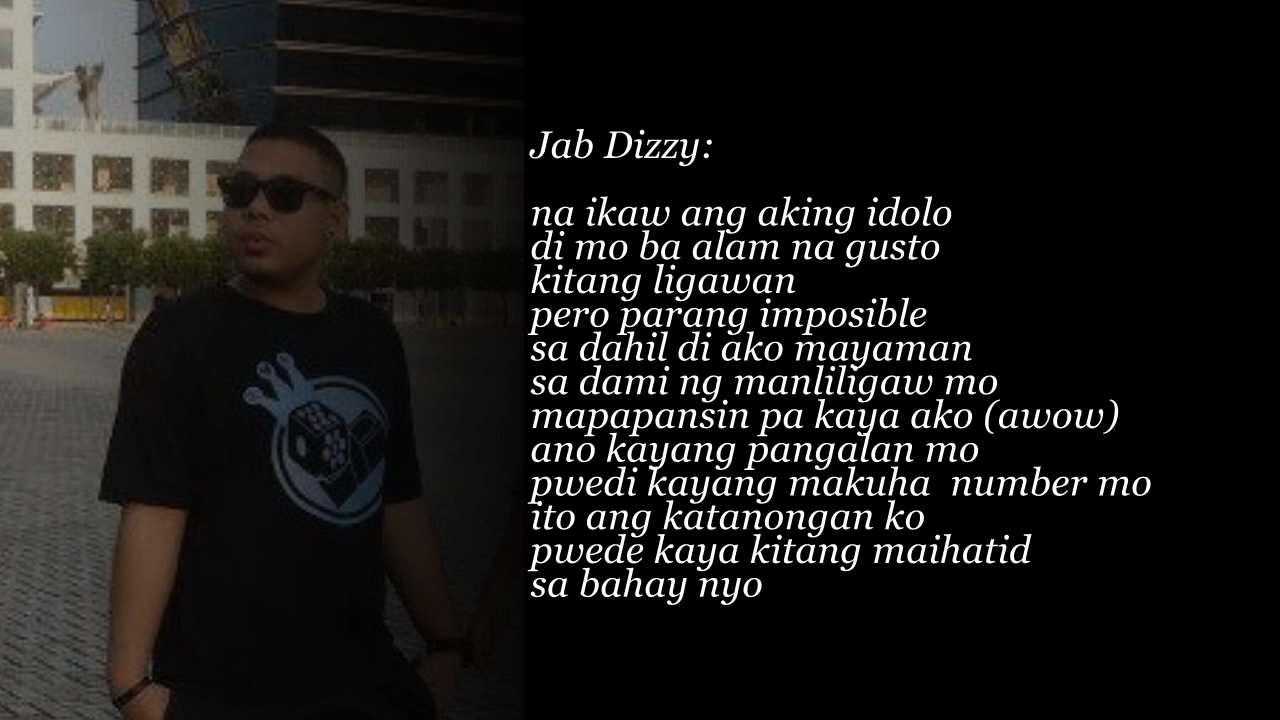 Jab Dizzy:
na ikaw ang aking idolo
di mo ba alam na gusto
kitang ligawan
pero parang imposible
sa dahil di ako mayaman
sa dami ng manliligaw mo
mapapansin pa kaya ako (awow)
ano kayang pangalan mo
pwedi kayang makuha  number mo
ito ang katanongan ko
pwede kaya kitang maihatid
sa bahay nyo